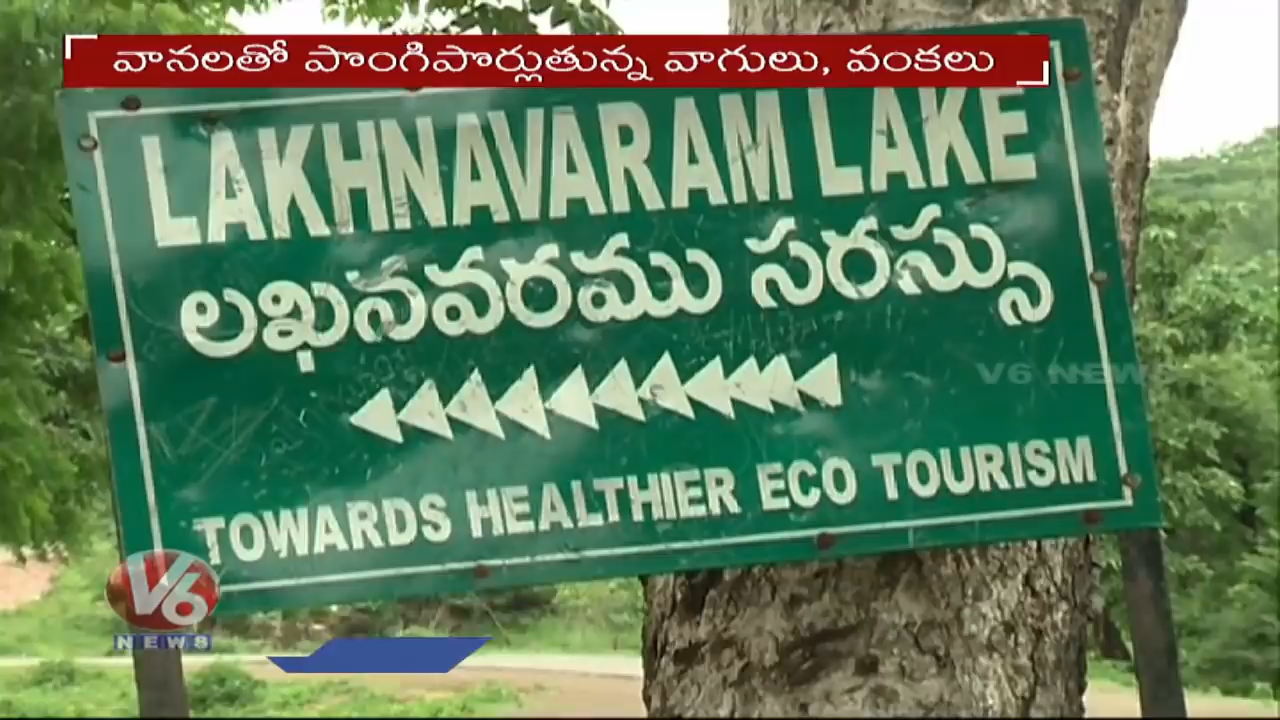 వానలతో పొంగిపొర్లుతున్న వాగులు, వంకలు
LAKHNAVARAM LAKE
లఖినవరము సరస్సు
TOWARDS HEALTHIER ECO TOURISM
V6 NEWS
V6
NEWS